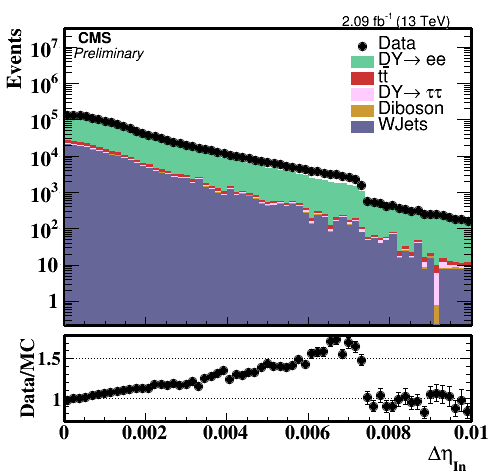 2.09 fb⁻¹ (13 TeV)
CMS
Preliminary
Events
Data
DY→ ee
tt̄
DY→ ττ
Diboson
WJets
10⁷
10⁶
10⁵
10⁴
10³
10²
10
1
Data/MC
1.5
1
0 0.002 0.004 0.006 0.008 0.01
Δη_In